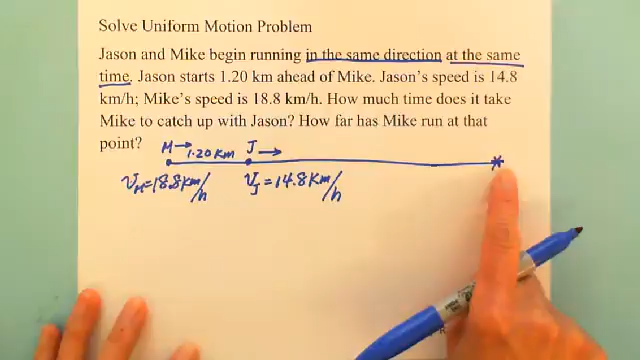 Solve Uniform Motion Problem
Jason and Mike begin running in the same direction at the same
time. Jason starts 1.20 km ahead of Mike. Jason's speed is 14.8
km/h; Mike's speed is 18.8 km/h. How much time does it take
Mike to catch up with Jason? How far has Mike run at that
point?
M → 1.20 Km J →
V_M=18.8 km/h V_J=14.8 Km/h